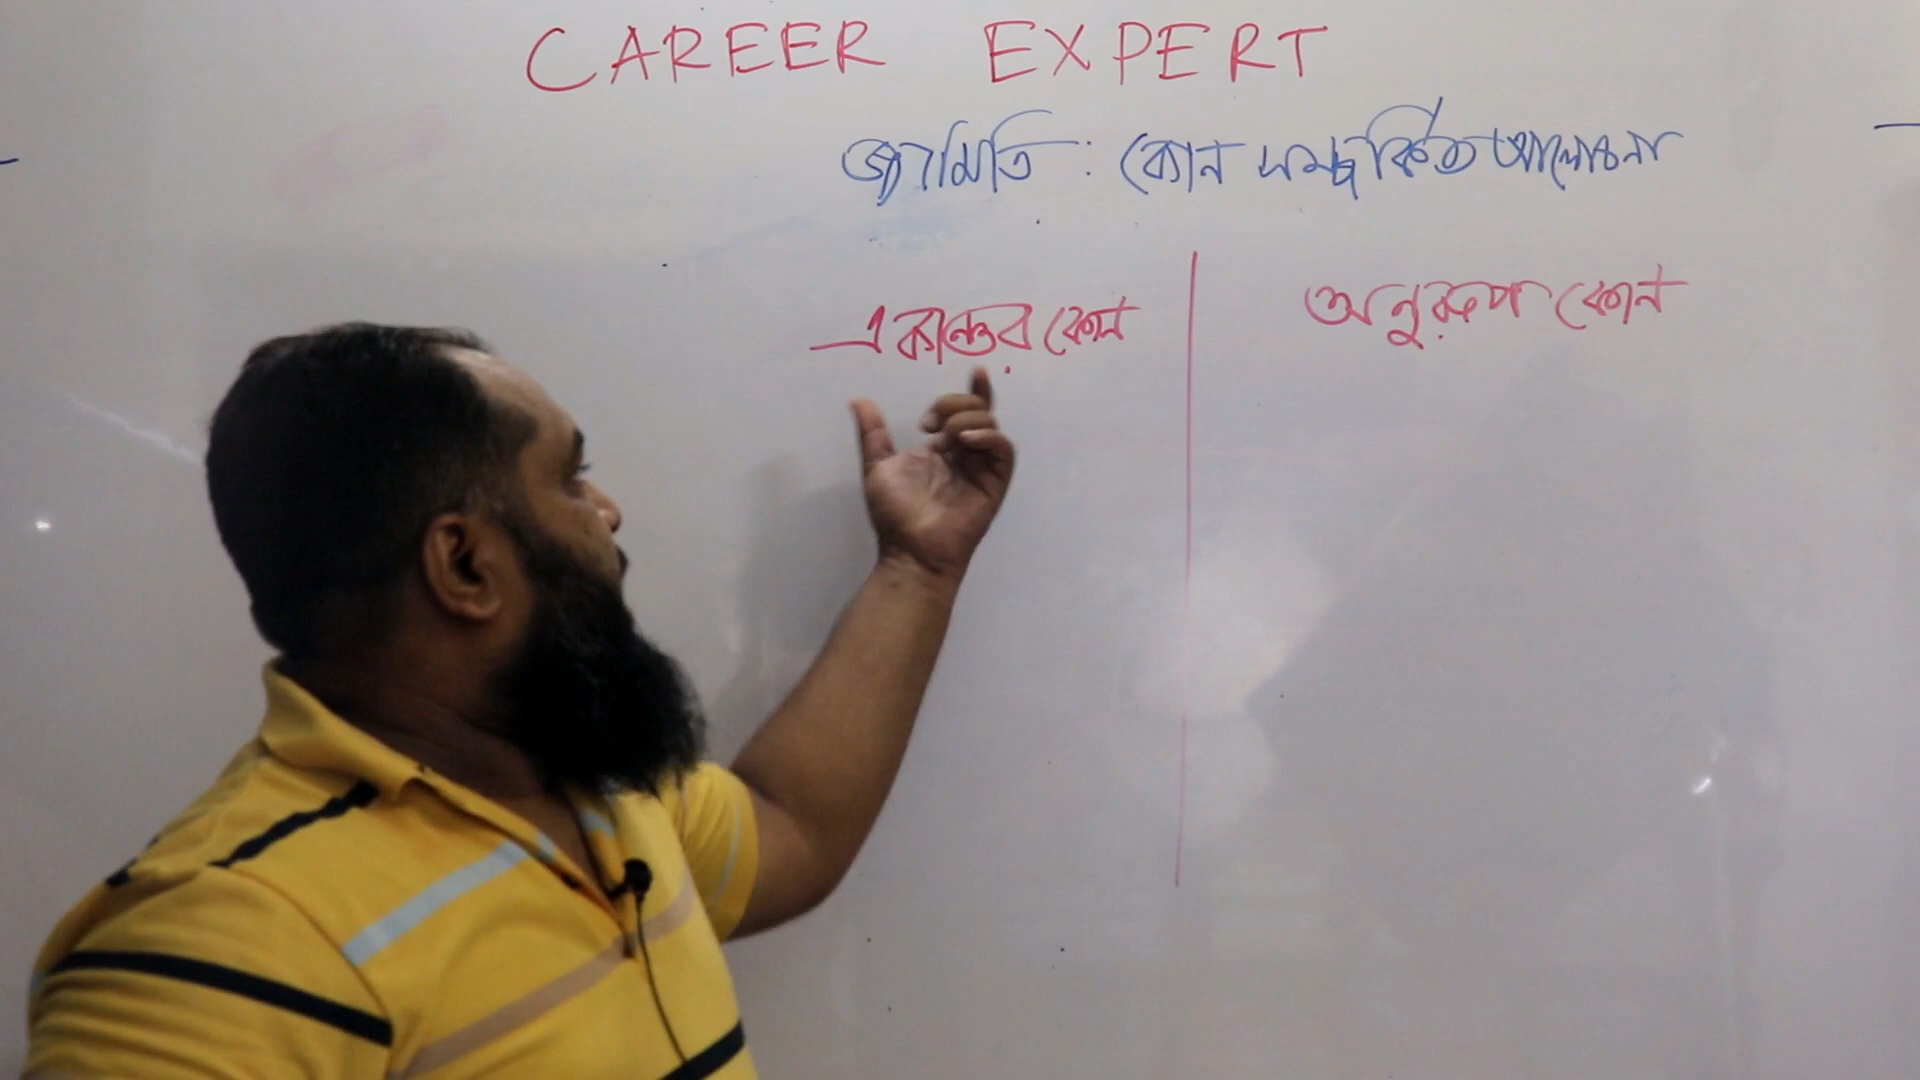 CAREER EXPERT
জ্যামিতি : কোন সম্পর্কিত আলোচনা
একান্তর কোন
অনুরূপ কোন